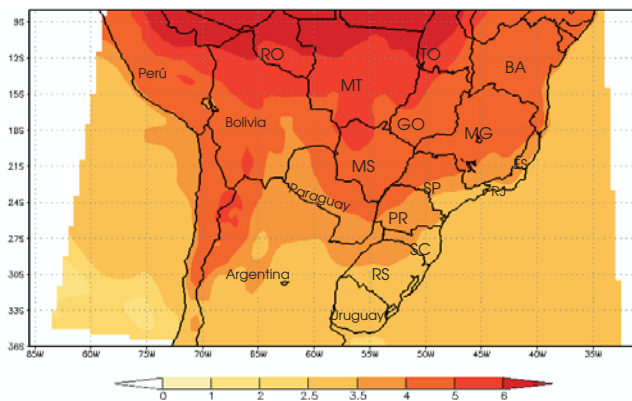 9S
12S
15S
18S
21S
24S
27S
30S
33S
36S
RO
TO
Perú
MT
BA
Bolivia
GO
MG
MS
ES
SP
RJ
Paraguay
PR
SC
Argentina
RS
Uruguay
85W 80W 75W 70W 65W 60W 55W 50W 45W 40W 35W
0 1 2 2.5 3.5 4 5 6